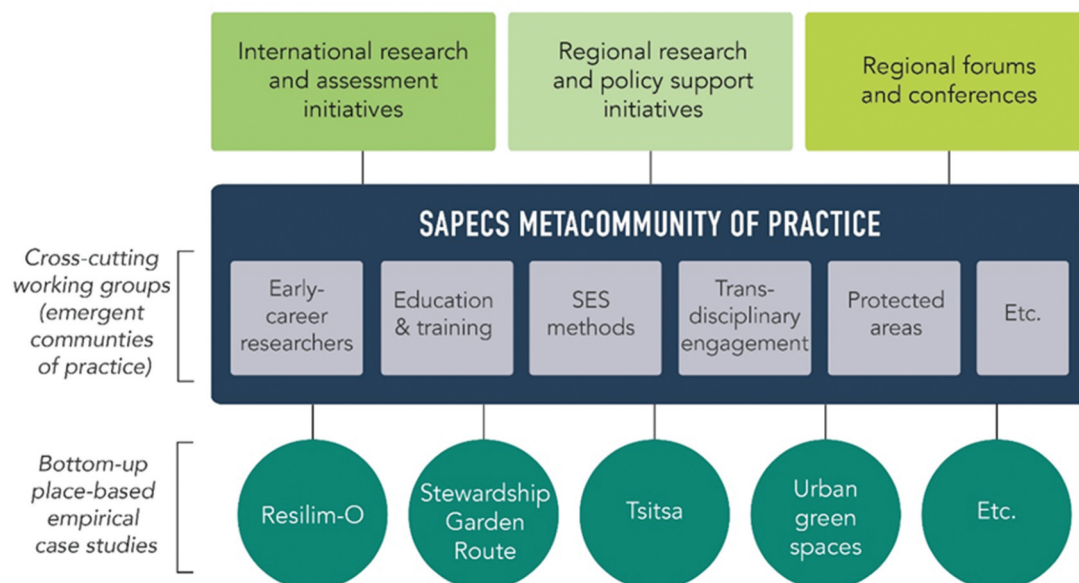 International research
and assessment
initiatives
Regional research
and policy support
initiatives
Regional forums
and conferences
SAPECS METACOMMUNITY OF PRACTICE
Cross-cutting
working groups
(emergent
communties
of practice)
Early-
career
researchers
Education
& training
SES
methods
Trans-
disciplinary
engagement
Protected
areas
Etc.
Bottom-up
place-based
empirical
case studies
Resilim-O
Stewardship
Garden
Route
Tsitsa
Urban
green
spaces
Etc.